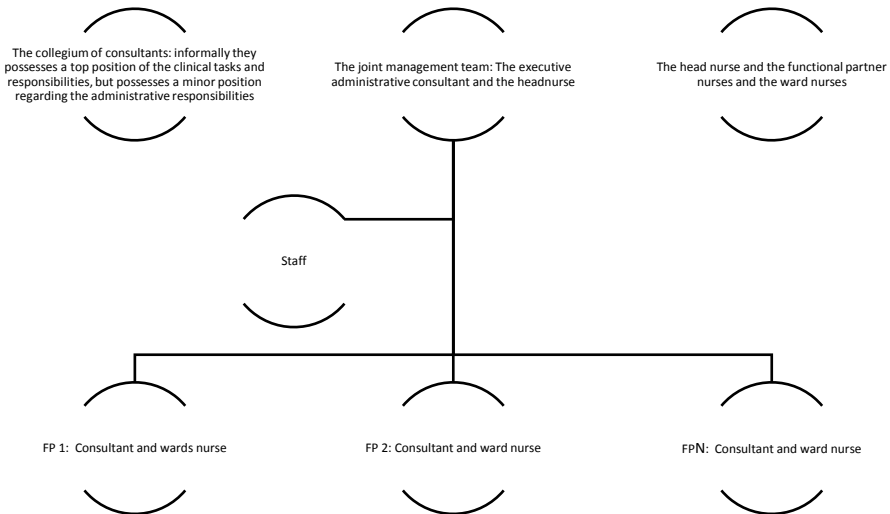 The collegium of consultants: informally they
possesses a top position of the clinical tasks and
responsibilities, but possesses a minor position
regarding the administrative responsibilities
The joint management team: The executive
administrative consultant and the headnurse
The head nurse and the functional partner
nurses and the ward nurses
Staff
FP 1: Consultant and wards nurse
FP 2: Consultant and ward nurse
FPN: Consultant and ward nurse